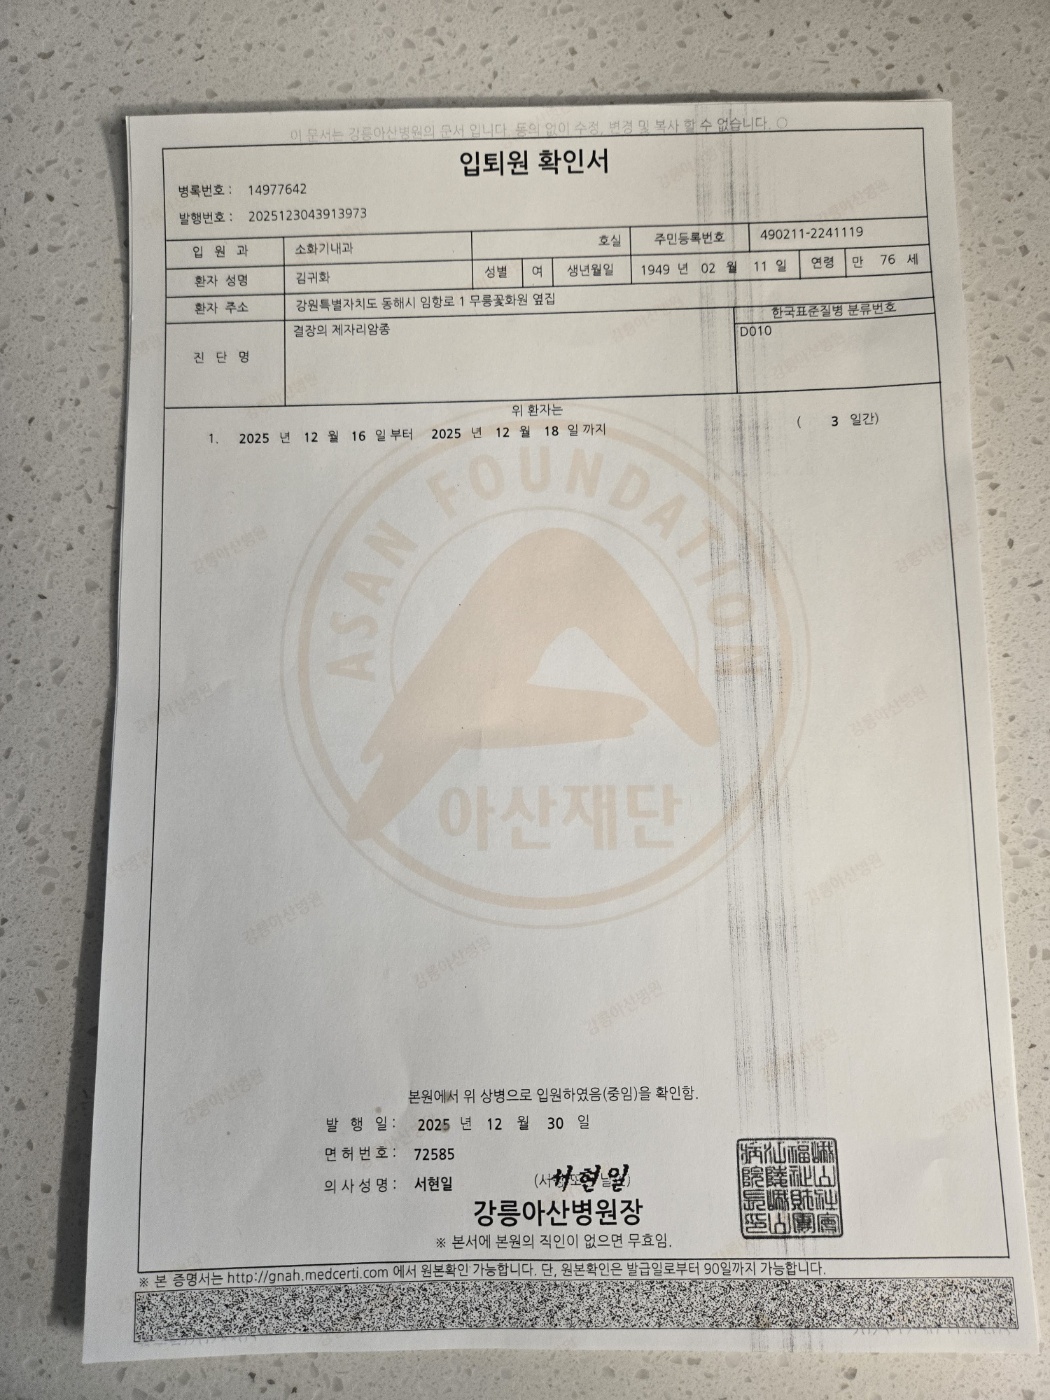 이 문서는 강릉아산병원의 문서 입니다. 동의 없이 수정, 변경 및 복사 할 수 없습니다.
입퇴원 확인서
병록번호 : 14977642
발행번호 : 2025123043913973
입 원 과 소화기내과 호실 주민등록번호 490211-2241119
환자 성명 김귀화 성별 여 생년월일 1949 년 02 월 11 일 연령 만 76 세
환자 주소 강원특별자치도 동해시 임항로 1 무릉꽃화원 옆집
한국표준질병 분류번호
진 단 명 결장의 제자리암종 D010
위 환자는
1. 2025 년 12 월 16 일 부터 2025 년 12 월 18 일 까지 ( 3 일간)
ASAN FOUNDATION
아산재단
본원에서 위 상병으로 입원하였음(중임)을 확인함.
발 행 일 : 2025 년 12 월 30 일
면허번호 : 72585
의사성명 : 서현일 서현일
강릉아산병원장
※ 본서에 본원의 직인이 없으면 무효임.
※ 본 증명서는 http://gnah.medcerti.com 에서 원본확인 가능합니다. 단, 원본확인은 발급일로부터 90일까지 가능합니다.